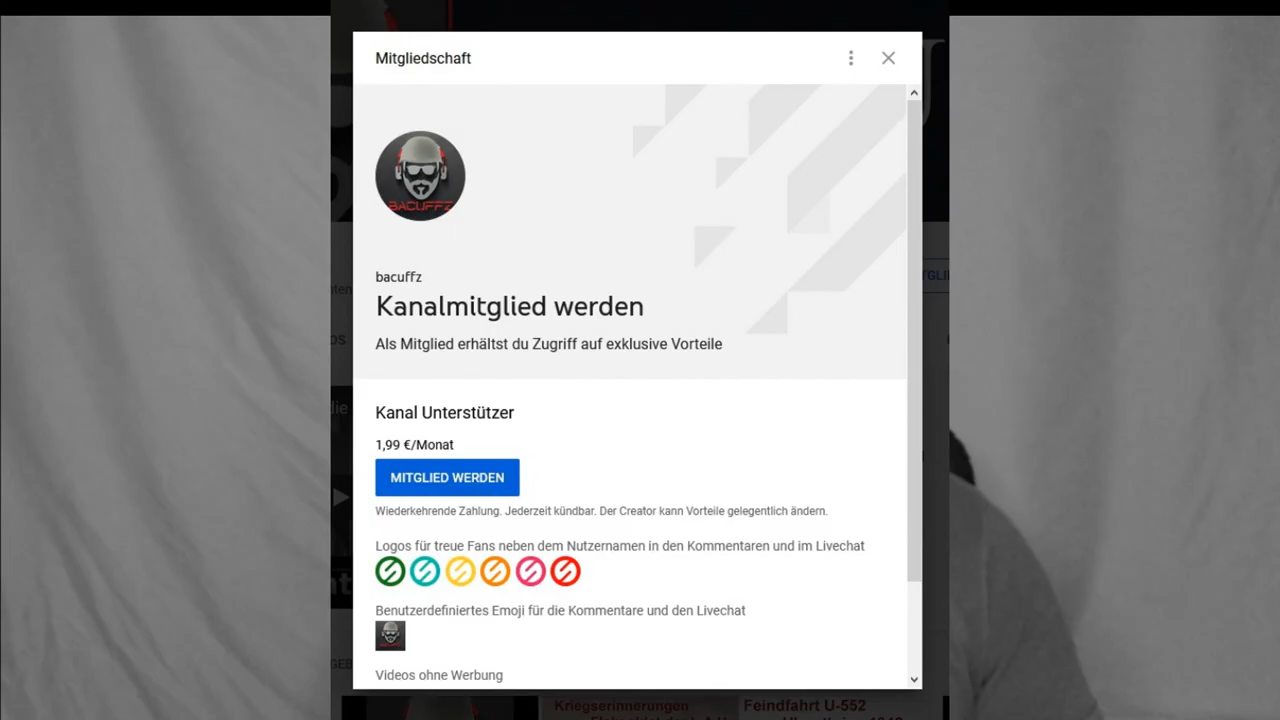 Mitgliedschaft
BACUFFZ
bacuffz
Kanalmitglied werden
Als Mitglied erhältst du Zugriff auf exklusive Vorteile
Kanal Unterstützer
1,99 €/Monat
MITGLIED WERDEN
Wiederkehrende Zahlung. Jederzeit kündbar. Der Creator kann Vorteile gelegentlich ändern.
Logos für treue Fans neben dem Nutzernamen in den Kommentaren und im Livechat
Benutzerdefiniertes Emoji für die Kommentare und den Livechat
Videos ohne Werbung
Kriegserinnerungen
Feindfahrt U-552